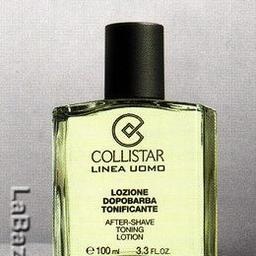 COLLISTAR
LINEA UOMO
LOZIONE
DOPOBARBA
TONIFICANTE
AFTER-SHAVE
TONING
LOTION
e 100 ml 3.3 FL.OZ.
LaBaz